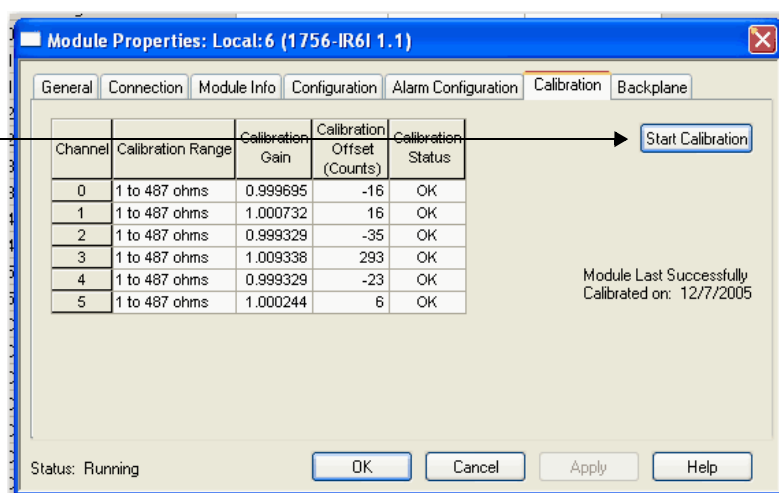 Module Properties: Local:6 (1756-IR6I 1.1)
General Connection Module Info Configuration Alarm Configuration Calibration Backplane
Channel Calibration Range Calibration Gain Calibration Offset (Counts) Calibration Status
Start Calibration
0 1 to 487 ohms 0.999695 -16 OK
1 1 to 487 ohms 1.000732 16 OK
2 1 to 487 ohms 0.999329 -35 OK
3 1 to 487 ohms 1.009338 293 OK
4 1 to 487 ohms 0.999329 -23 OK
5 1 to 487 ohms 1.000244 6 OK
Module Last Successfully
Calibrated on: 12/7/2005
Status: Running
OK Cancel Apply Help